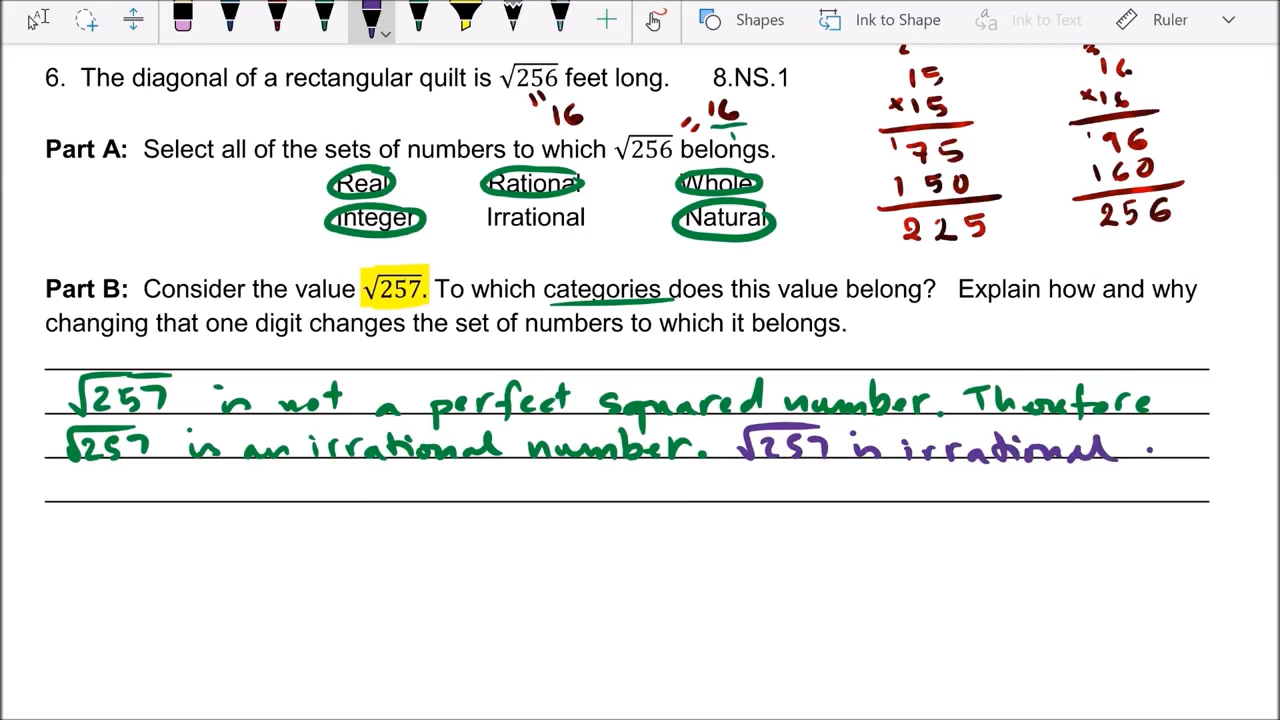 Shapes Ink to Shape Ink to Text Ruler
6. The diagonal of a rectangular quilt is √256 feet long. 8.NS.1
" 16
" 16
1
Part A: Select all of the sets of numbers to which √256 belongs.
Real Rational Whole
Integer Irrational Natural
15
×15
1 75
150
225
16
×16
1 96
160
256
Part B: Consider the value √257. To which categories does this value belong? Explain how and why
changing that one digit changes the set of numbers to which it belongs.
√257 is not a perfect squared number. Therefore
√257 is an irrational number. √257 is irrational .